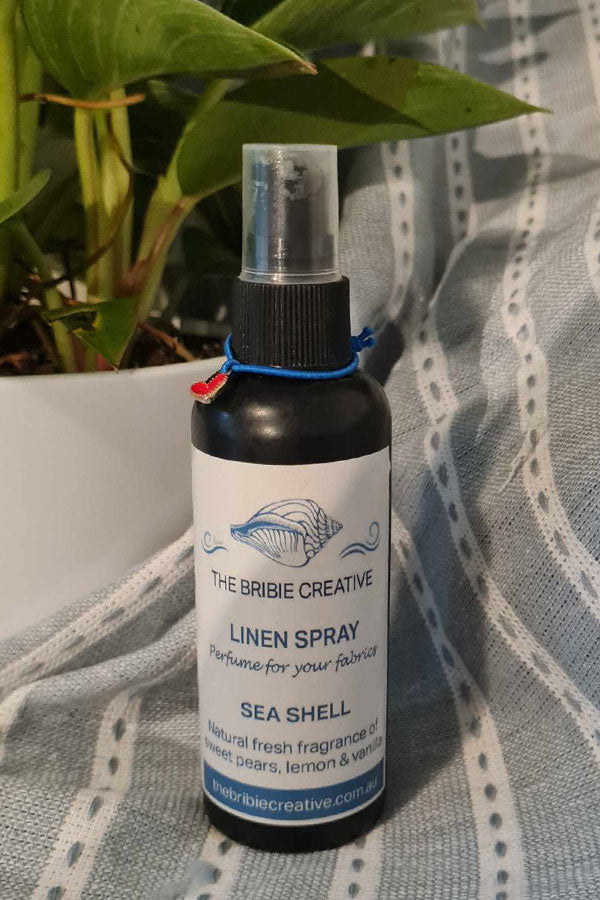 THE BRIBIE CREATIVE
LINEN SPRAY
Perfume for your fabrics
SEA SHELL
Natural fresh fragrance of
sweet pears, lemon & vanilla
thebribiecreative.com.au